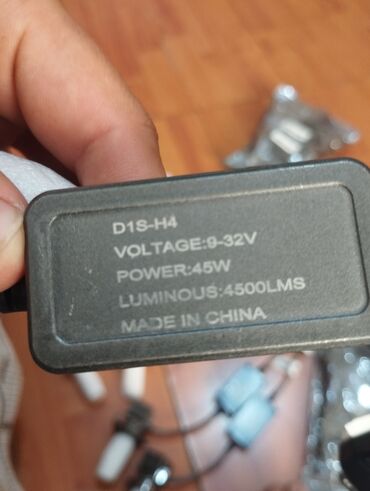 D1S-H4
VOLTAGE:9-32V
POWER:45W
LUMINOUS:4500LMS
MADE IN CHINA